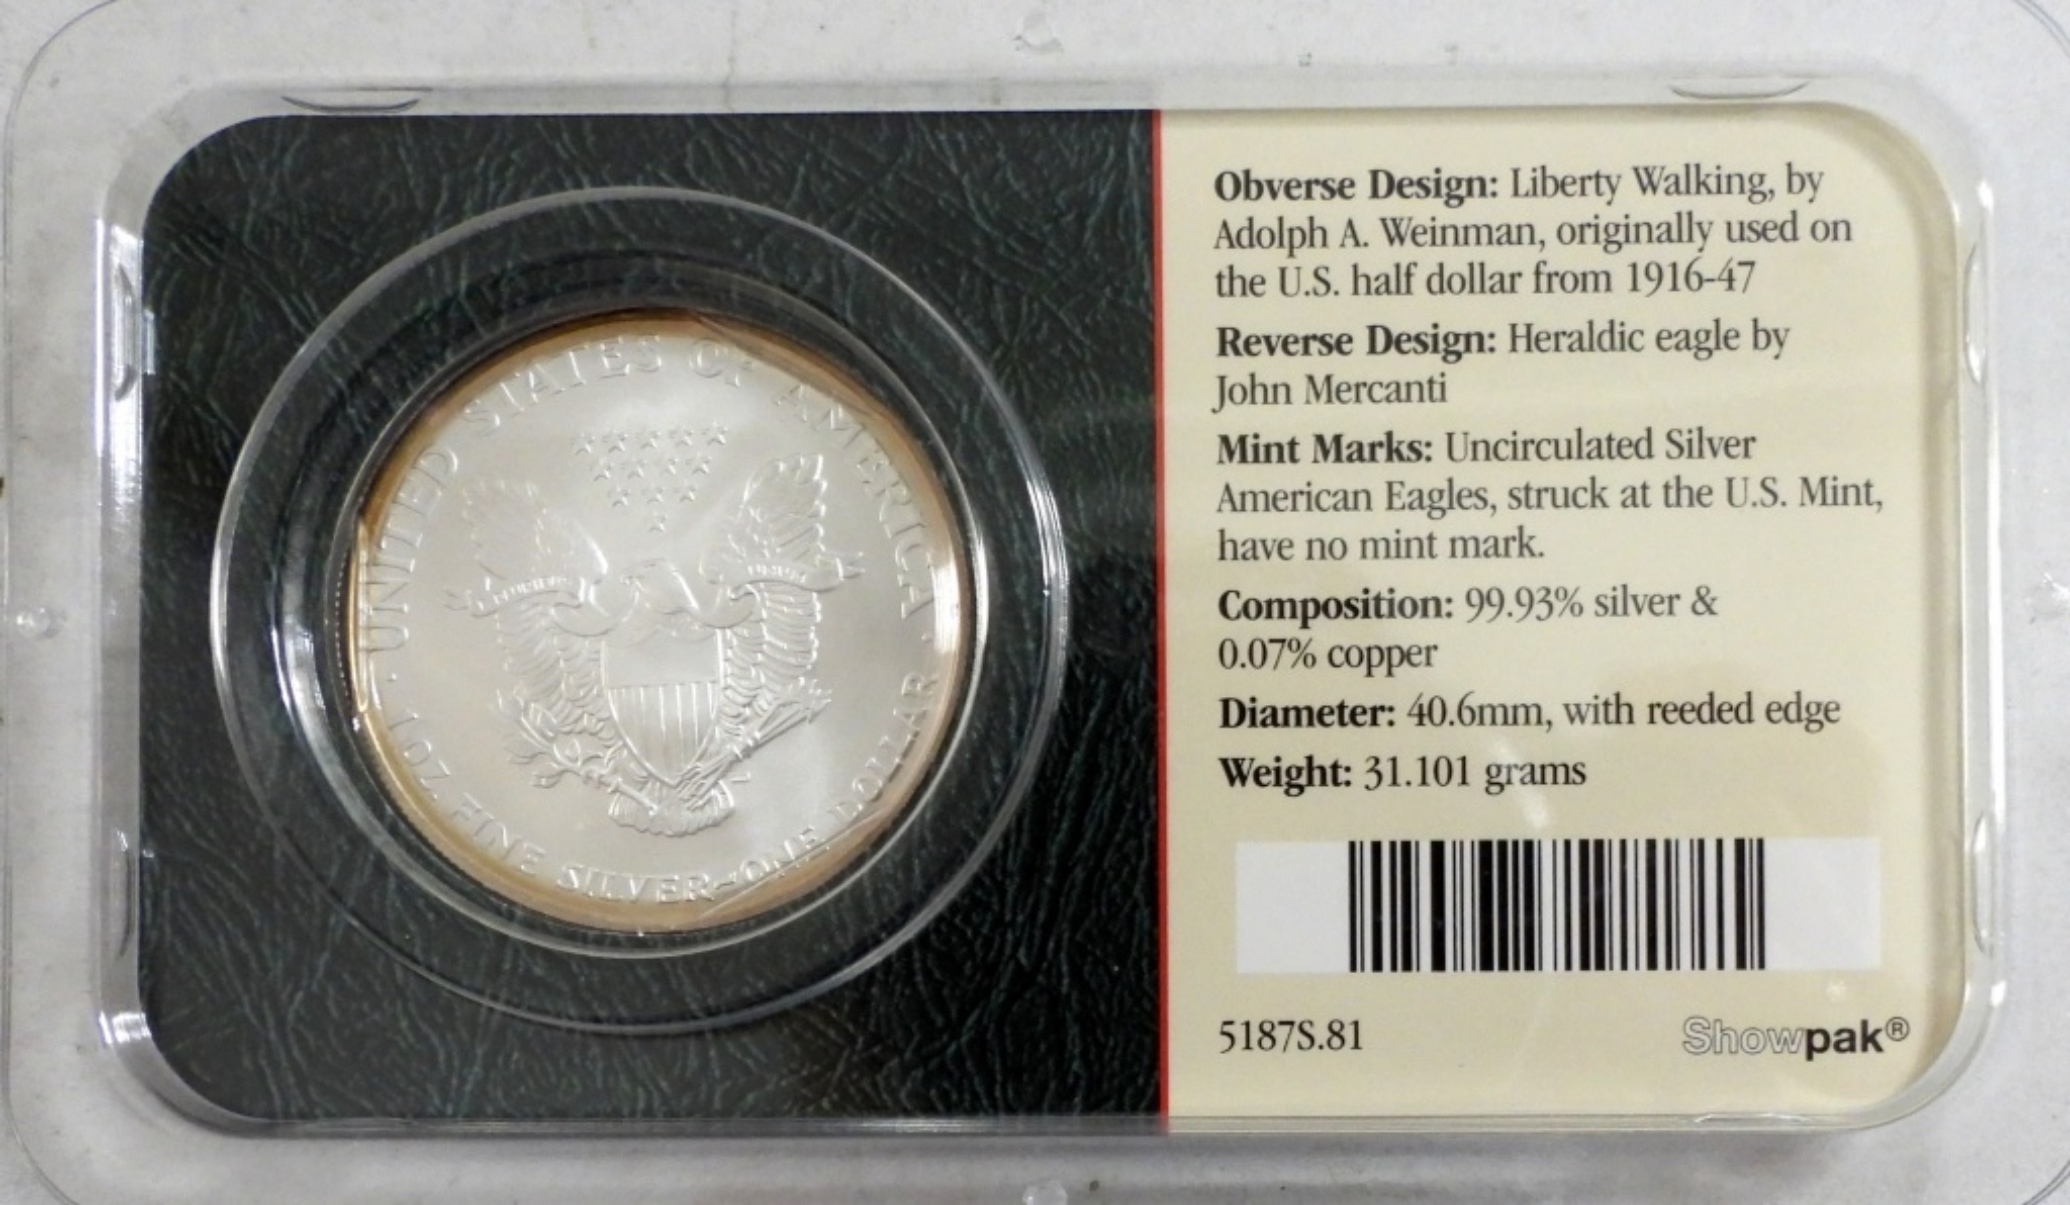 UNITED STATES OF AMERICA
PLURIBUS
UNUM
1 OZ. FINE SILVER~ONE DOLLAR
Obverse Design: Liberty Walking, by
Adolph A. Weinman, originally used on
the U.S. half dollar from 1916-47
Reverse Design: Heraldic eagle by
John Mercanti
Mint Marks: Uncirculated Silver
American Eagles, struck at the U.S. Mint,
have no mint mark.
Composition: 99.93% silver &
0.07% copper
Diameter: 40.6mm, with reeded edge
Weight: 31.101 grams
5187S.81
Showpak®